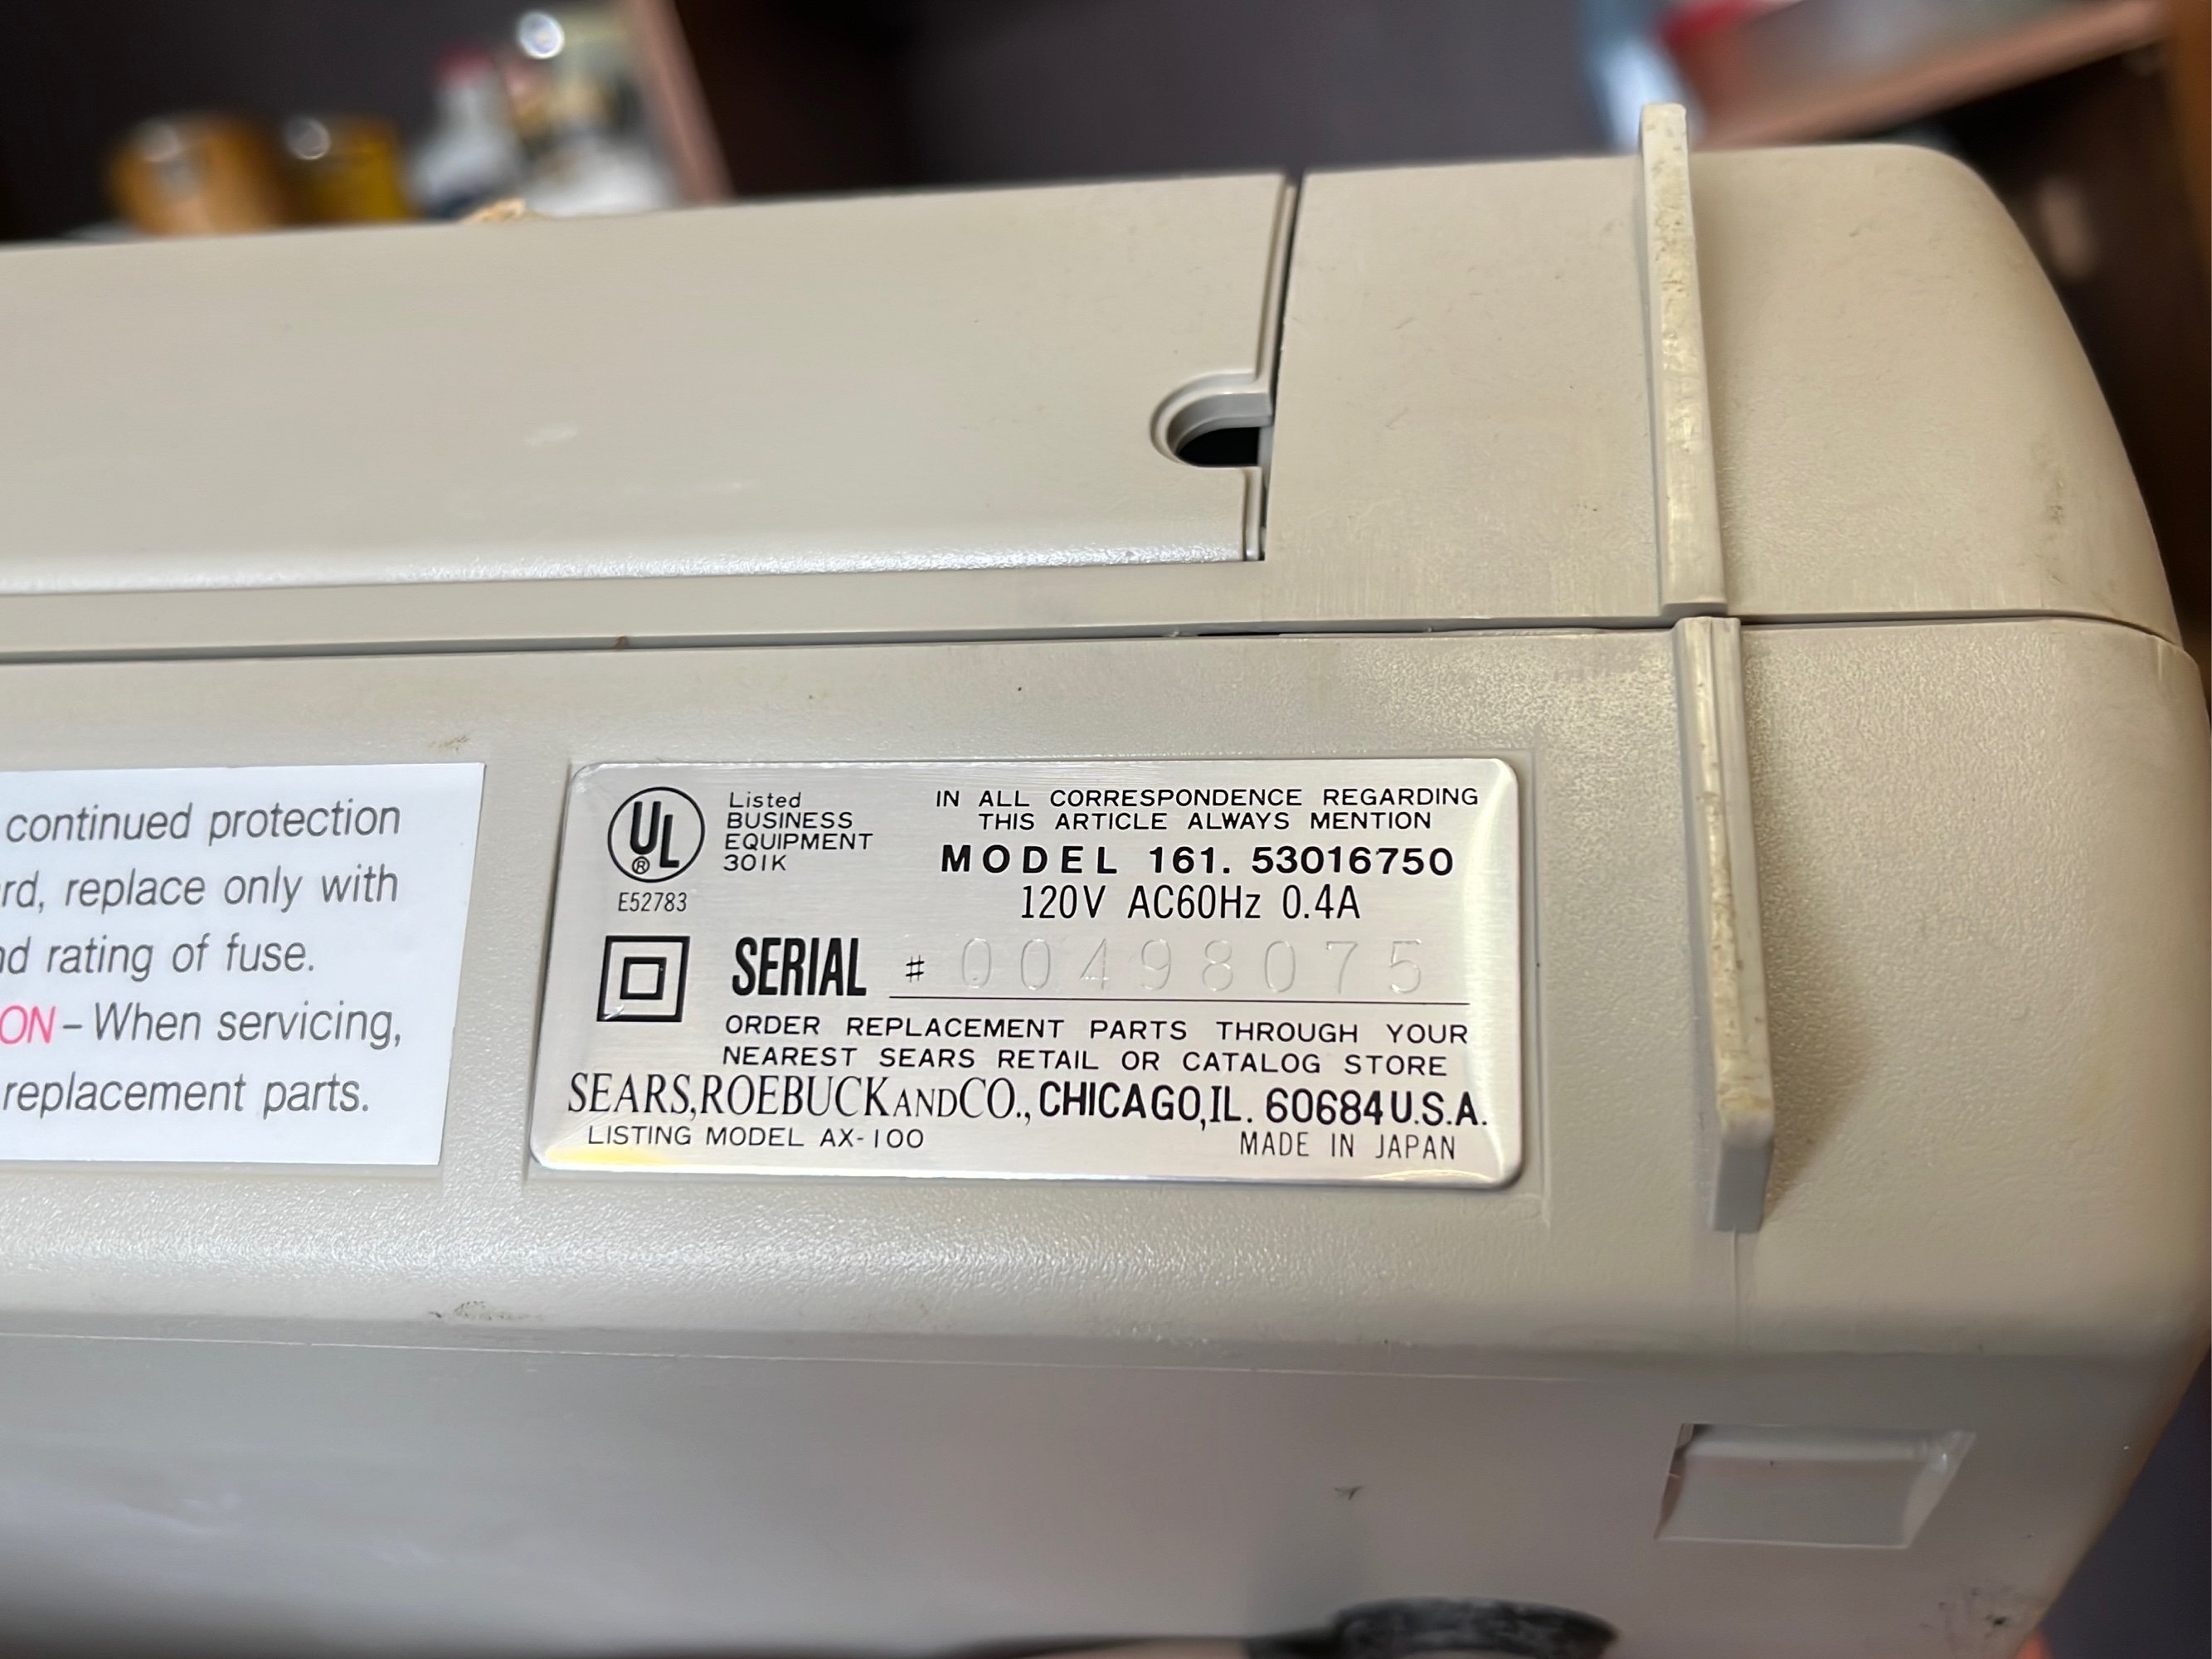 continued protection
rd, replace only with
nd rating of fuse.
ON – When servicing,
replacement parts.
UL
®
E52783
Listed
BUSINESS
EQUIPMENT
301K
IN ALL CORRESPONDENCE REGARDING
THIS ARTICLE ALWAYS MENTION
MODEL 161. 53016750
120V AC60Hz 0.4A
SERIAL # 00498075
ORDER REPLACEMENT PARTS THROUGH YOUR
NEAREST SEARS RETAIL OR CATALOG STORE
SEARS, ROEBUCK AND CO., CHICAGO, IL. 60684 U.S.A.
LISTING MODEL AX-100 MADE IN JAPAN